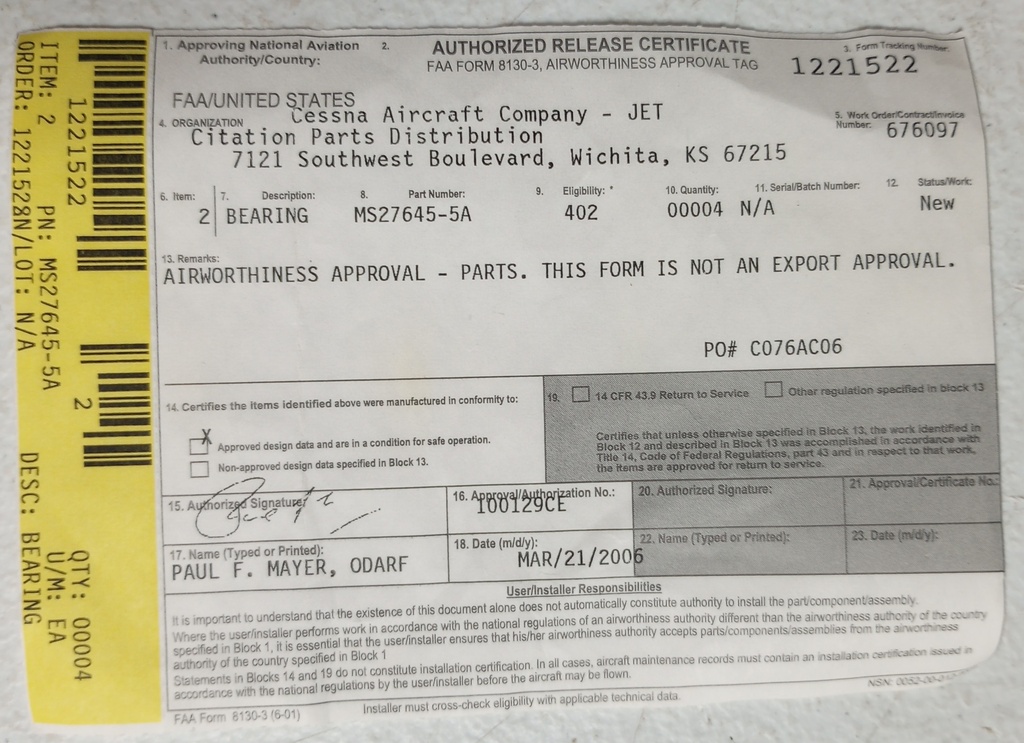 ITEM: 2 PN: MS27645-5A DESC: BEARING
ORDER: 1221528N/LOT: N/A U/M: EA
QTY: 00004
1221522
2
1. Approving National Aviation
Authority/Country:
2.
AUTHORIZED RELEASE CERTIFICATE
FAA FORM 8130-3, AIRWORTHINESS APPROVAL TAG
3. Form Tracking Number:
1221522
FAA/UNITED STATES
4. ORGANIZATION
Cessna Aircraft Company - JET
Citation Parts Distribution
7121 Southwest Boulevard, Wichita, KS 67215
5. Work Order/Contract/Invoice
Number: 676097
6. Item: 7. Description: 8. Part Number: 9. Eligibility: * 10. Quantity: 11. Serial/Batch Number: 12. Status/Work:
2 BEARING MS27645-5A 402 00004 N/A New
13. Remarks:
AIRWORTHINESS APPROVAL - PARTS. THIS FORM IS NOT AN EXPORT APPROVAL.
PO# C076AC06
14. Certifies the items identified above were manufactured in conformity to:
X Approved design data and are in a condition for safe operation.
Non-approved design data specified in Block 13.
19. 14 CFR 43.9 Return to Service Other regulation specified in block 13
Certifies that unless otherwise specified in Block 13, the work identified in
Block 12 and described in Block 13 was accomplished in accordance with
Title 14, Code of Federal Regulations, part 43 and in respect to that work,
the items are approved for return to service.
15. Authorized Signature:
16. Approval/Authorization No.:
100129CE
20. Authorized Signature:
21. Approval/Certificate No.:
17. Name (Typed or Printed):
PAUL F. MAYER, ODARF
18. Date (m/d/y):
MAR/21/2006
22. Name (Typed or Printed):
23. Date (m/d/y):
User/Installer Responsibilities
It is important to understand that the existence of this document alone does not automatically constitute authority to install the part/component/assembly.
Where the user/installer performs work in accordance with the national regulations of an airworthiness authority different than the airworthiness authority of the country
specified in Block 1, it is essential that the user/installer ensures that his/her airworthiness authority accepts parts/components/assemblies from the airworthiness
authority of the country specified in Block 1
Statements in Blocks 14 and 19 do not constitute installation certification. In all cases, aircraft maintenance records must contain an installation certification issued in
accordance with the national regulations by the user/installer before the aircraft may be flown.
FAA Form 8130-3 (6-01)
Installer must cross-check eligibility with applicable technical data.
NSN: